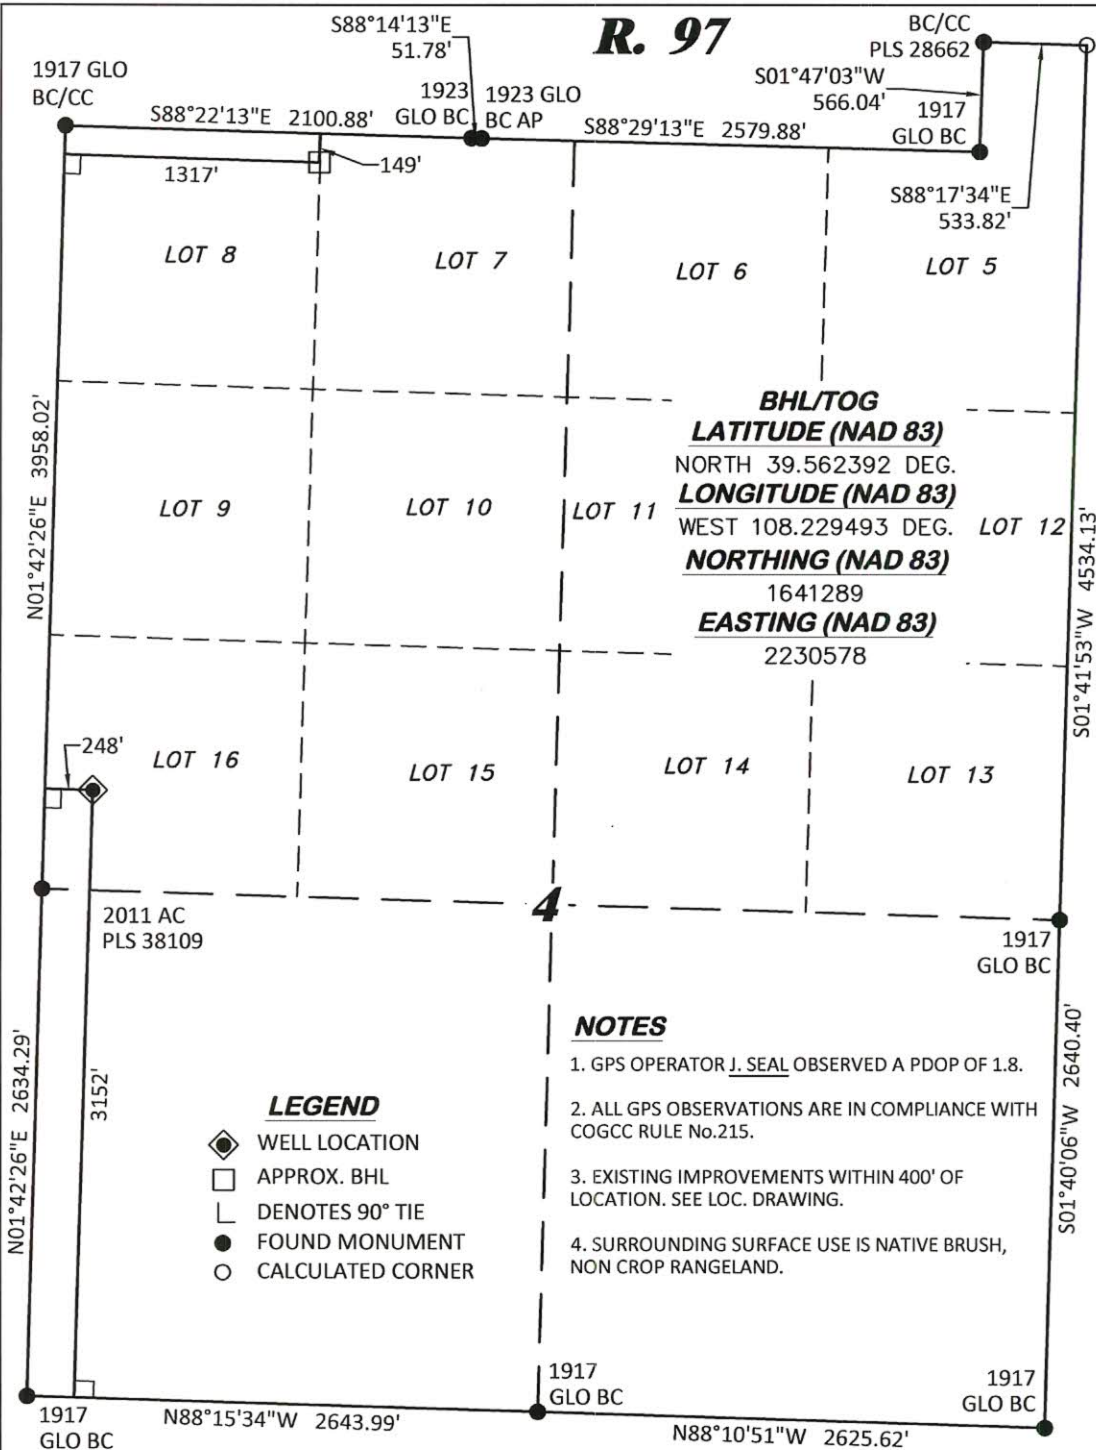 R. 97
S88°14'13"E
51.78'
BC/CC
PLS 28662
1917 GLO
BC/CC
S01°47'03"W
566.04'
1923
GLO BC
1923 GLO
BC AP
1917
GLO BC
S88°22'13"E 2100.88'
S88°29'13"E 2579.88'
149'
1317'
S88°17'34"E
533.82'
LOT 8
LOT 7
LOT 6
LOT 5
N01°42'26"E 3958.02'
BHL/TOG
LATITUDE (NAD 83)
NORTH 39.562392 DEG.
LONGITUDE (NAD 83)
WEST 108.229493 DEG.
NORTHING (NAD 83)
1641289
EASTING (NAD 83)
2230578
LOT 9
LOT 10
LOT 11
LOT 12
S01°41'53"W 4534.13'
248'
LOT 16
LOT 15
LOT 14
LOT 13
4
2011 AC
PLS 38109
1917
GLO BC
N01°42'26"E 2634.29'
3152'
S01°40'06"W 2640.40'
LEGEND
WELL LOCATION
APPROX. BHL
DENOTES 90° TIE
FOUND MONUMENT
CALCULATED CORNER
NOTES
1. GPS OPERATOR J. SEAL OBSERVED A PDOP OF 1.8.
2. ALL GPS OBSERVATIONS ARE IN COMPLIANCE WITH
COGCC RULE No.215.
3. EXISTING IMPROVEMENTS WITHIN 400' OF
LOCATION. SEE LOC. DRAWING.
4. SURROUNDING SURFACE USE IS NATIVE BRUSH,
NON CROP RANGELAND.
1917
GLO BC
N88°15'34"W 2643.99'
1917
GLO BC
N88°10'51"W 2625.62'
1917
GLO BC